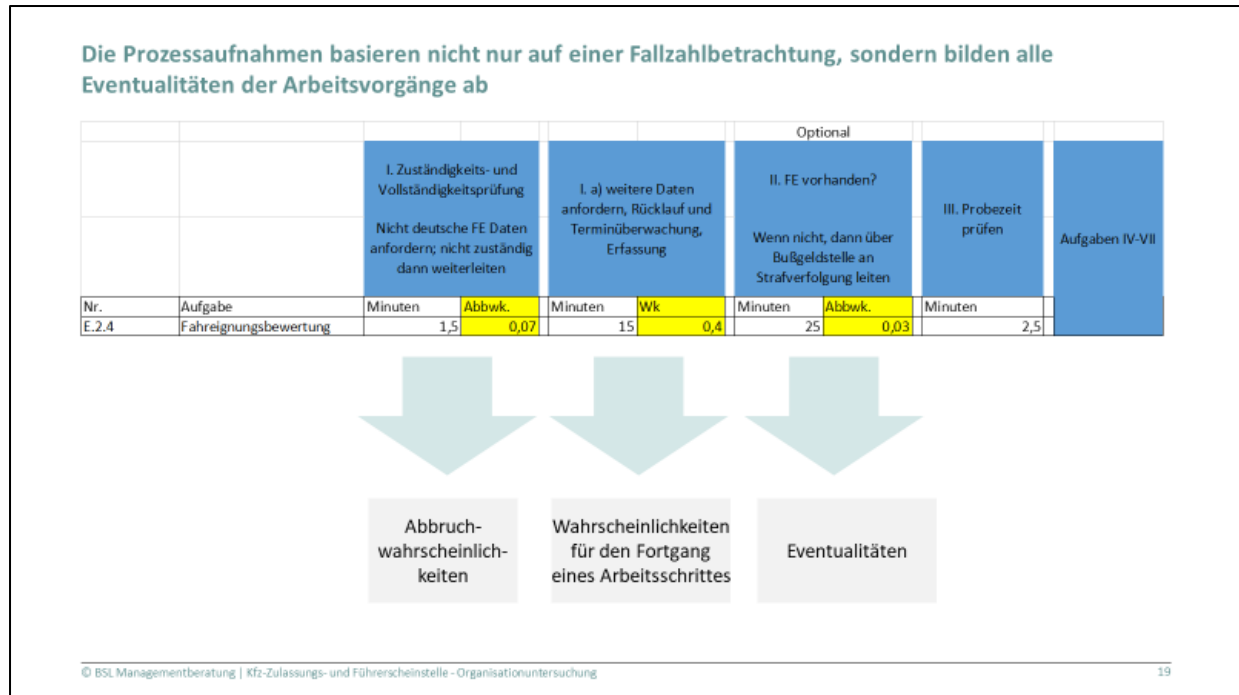 Die Prozessaufnahmen basieren nicht nur auf einer Fallzahlbetrachtung, sondern bilden alle
Eventualitäten der Arbeitsvorgänge ab
Optional
I. Zuständigkeits- und
Vollständigkeitsprüfung
Nicht deutsche FE Daten
anfordern; nicht zuständig
dann weiterleiten
I. a) weitere Daten
anfordern, Rücklauf und
Terminüberwachung,
Erfassung
II. FE vorhanden?
Wenn nicht, dann über
Bußgeldstelle an
Strafverfolgung leiten
III. Probezeit
prüfen
Aufgaben IV-VII
Nr. Aufgabe Minuten Abbwk. Minuten Wk Minuten Abbwk. Minuten
E.2.4 Fahreignungsbewertung 1,5 0,07 15 0,4 25 0,03 2,5
Abbruch-
wahrscheinlich-
keiten
Wahrscheinlichkeiten
für den Fortgang
eines Arbeitsschrittes
Eventualitäten
© BSL Managementberatung | Kfz-Zulassungs- und Führerscheinstelle - Organisationuntersuchung 19